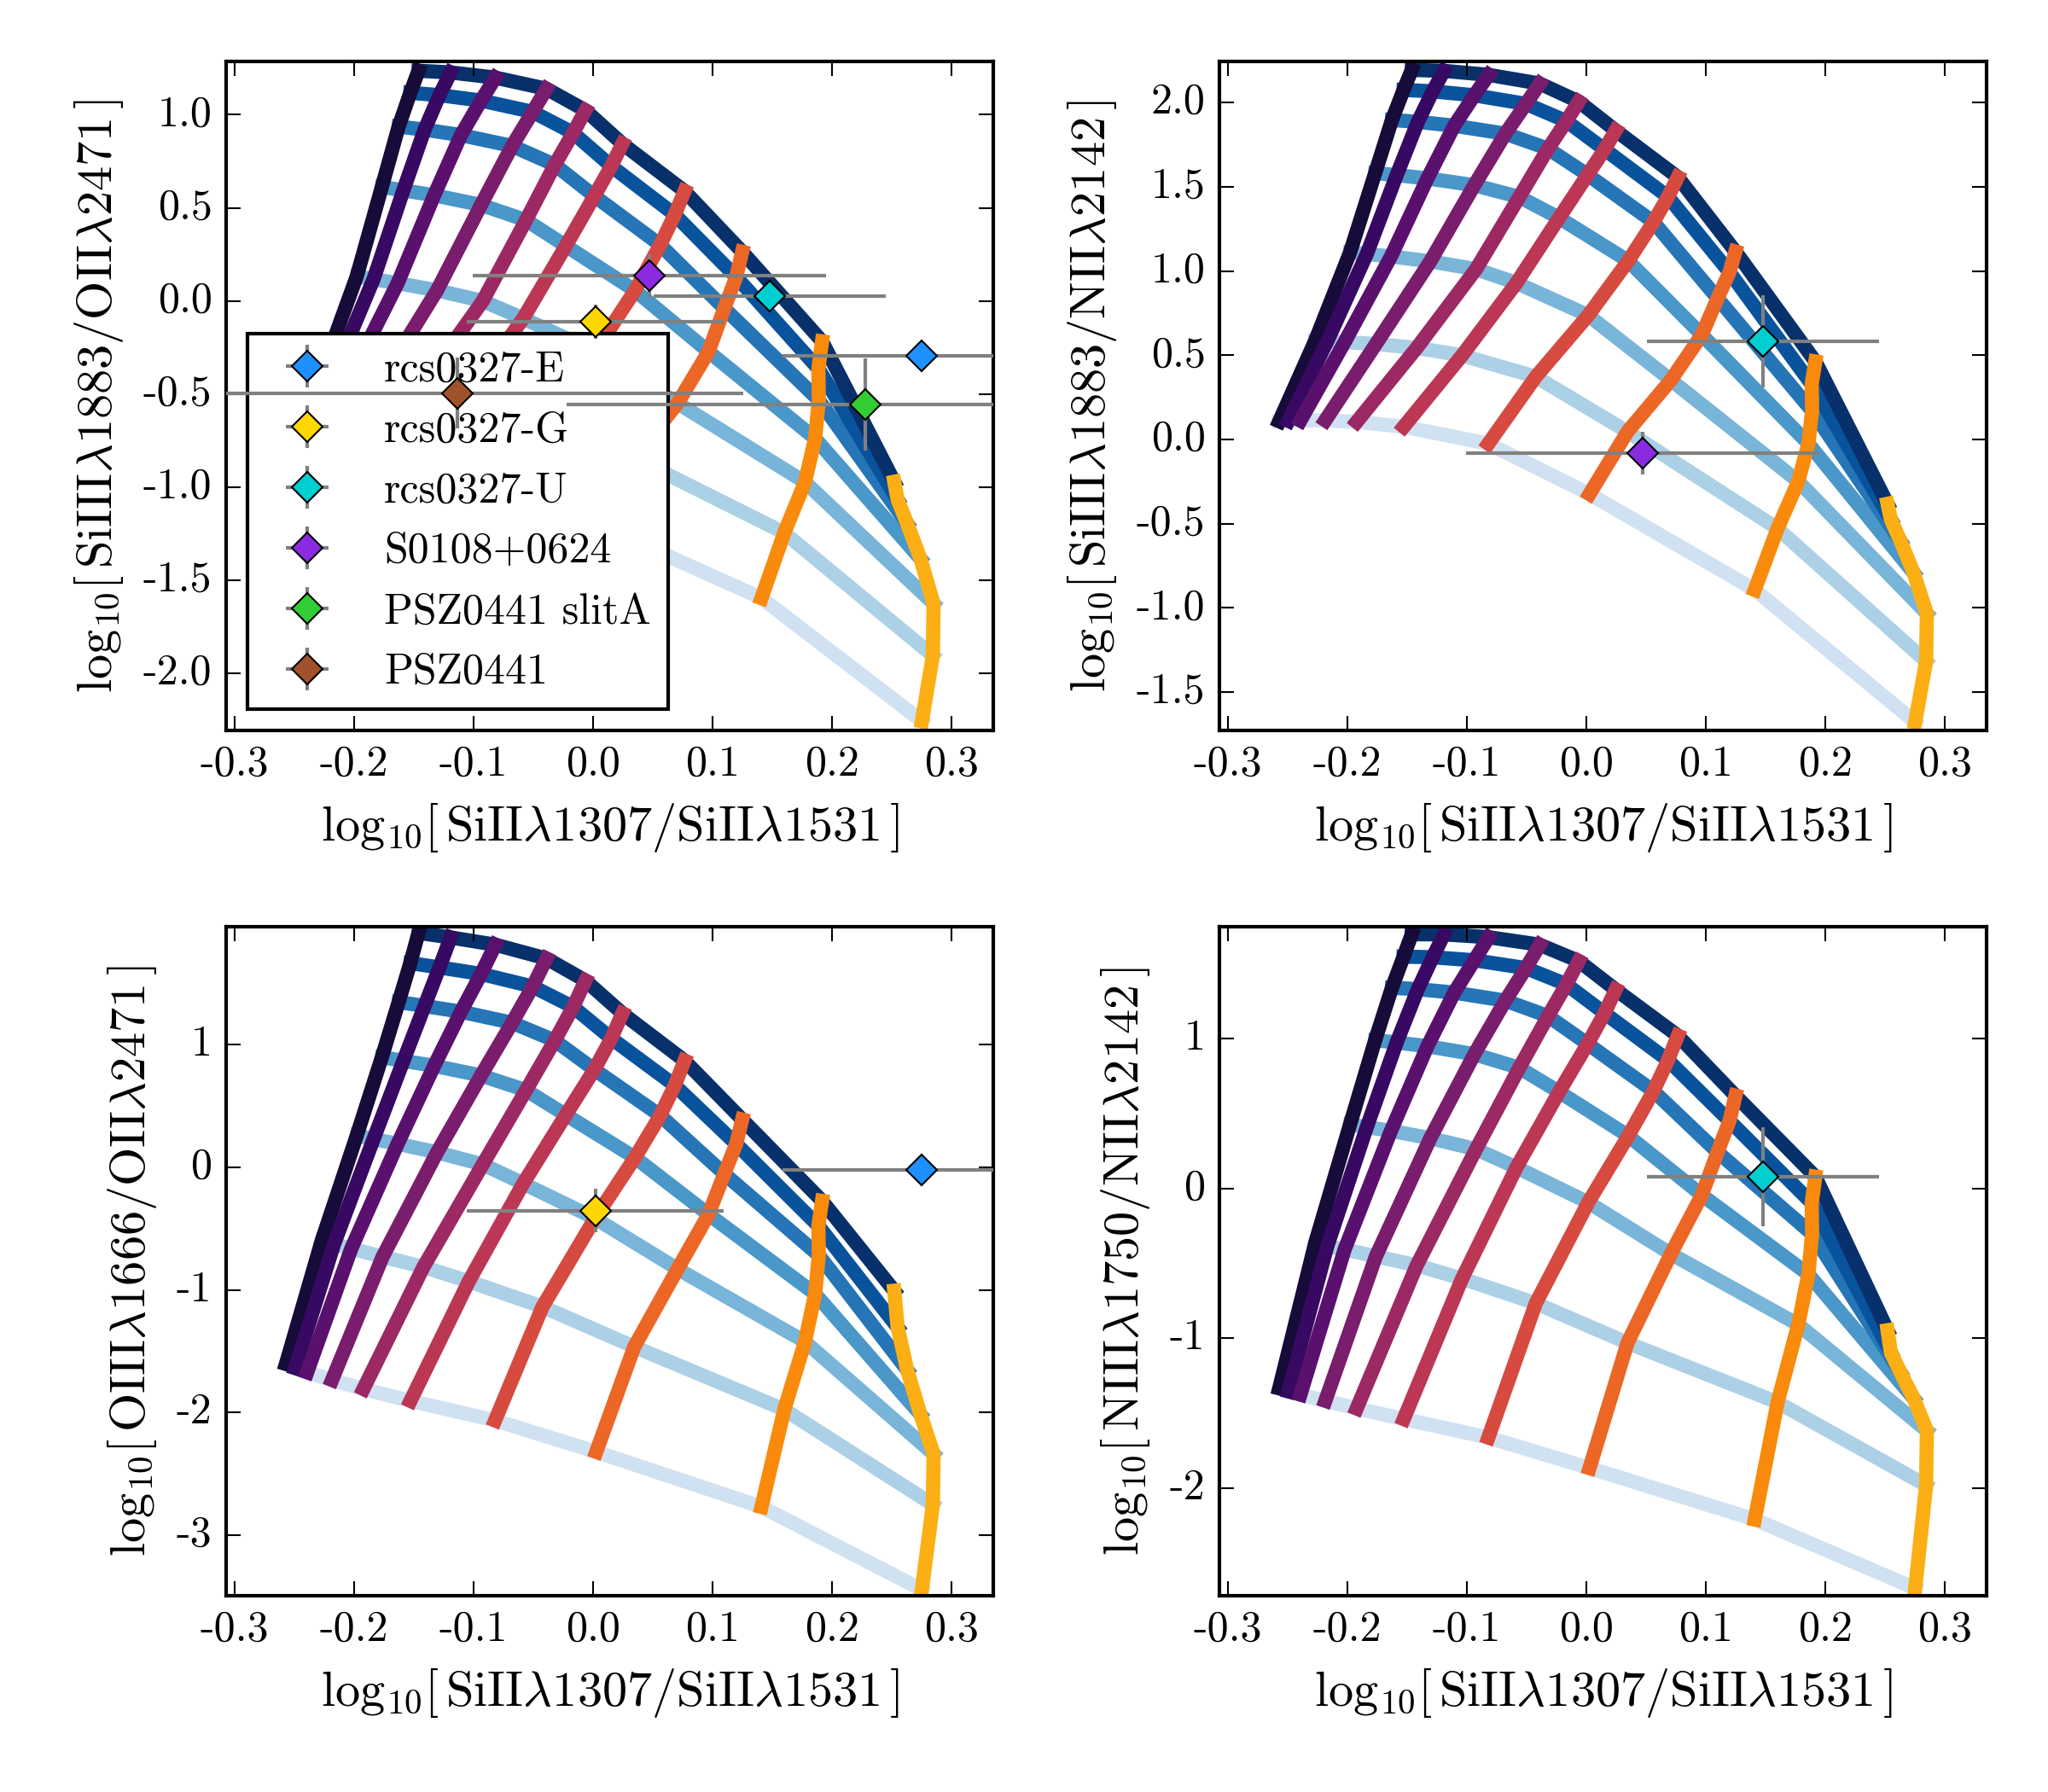 log10[SiIIIλ1883/OIIλ2471]
1.0
0.5
0.0
-0.5
-1.0
-1.5
-2.0
rcs0327-E
rcs0327-G
rcs0327-U
S0108+0624
PSZ0441 slitA
PSZ0441
-0.3 -0.2 -0.1 0.0 0.1 0.2 0.3
log10[SiIIλ1307/SiIIλ1531]
log10[SiIIIλ1883/NIIλ2142]
2.0
1.5
1.0
0.5
0.0
-0.5
-1.0
-1.5
-0.3 -0.2 -0.1 0.0 0.1 0.2 0.3
log10[SiIIλ1307/SiIIλ1531]
log10[OIIIλ1666/OIIλ2471]
1
0
-1
-2
-3
-0.3 -0.2 -0.1 0.0 0.1 0.2 0.3
log10[SiIIλ1307/SiIIλ1531]
log10[NIIIλ1750/NIIλ2142]
1
0
-1
-2
-0.3 -0.2 -0.1 0.0 0.1 0.2 0.3
log10[SiIIλ1307/SiIIλ1531]